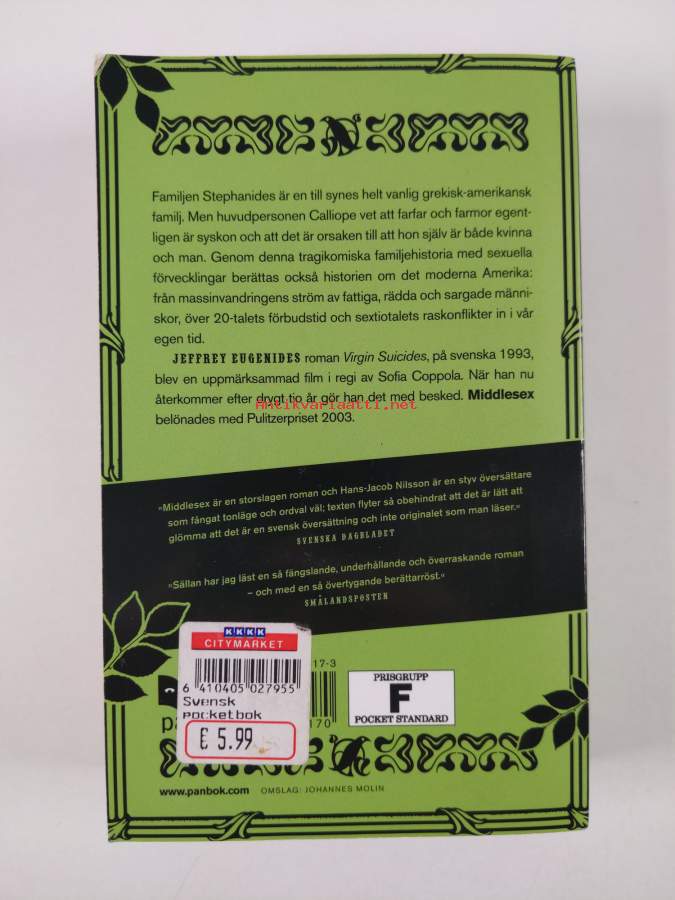 Familjen Stephanides är en till synes helt vanlig grekisk-amerikansk
familj. Men huvudpersonen Calliope vet att farfar och farmor egent-
ligen är syskon och att det är orsaken till att hon själv är både kvinna
och man. Genom denna tragikomiska familjehistoria med sexuella
förvecklingar berättas också historien om det moderna Amerika:
från massinvandringens ström av fattiga, rädda och sargade männi-
skor, över 20-talets förbudstid och sextiotalets raskonflikter in i vår
egen tid.
JEFFREY EUGENIDES roman Virgin Suicides, på svenska 1993,
blev en uppmärksammad film i regi av Sofia Coppola. När han nu
återkommer efter drygt tio år gör han det med besked. Middlesex
Antikvariaatti.net
belönades med Pulitzerpriset 2003.
»Middlesex är en storslagen roman och Hans-Jacob Nilsson är en styv översättare
som fångat tonläge och ordval väl; texten flyter så obehindrat att det är lätt att
glömma att det är en svensk översättning och inte originalet som man läser.«
SVENSKA DAGBLADET
»Sällan har jag läst en så fängslande, underhållande och överraskande roman
– och med en så övertygande berättarröst.«
SMÅLANDSPOSTEN
KKKK
CITYMARKET
17-3
6 410405 027955
Svensk
pocketbok
170
€ 5.99
PRISGRUPP
F
POCKET STANDARD
www.panbok.com OMSLAG: JOHANNES MOLIN